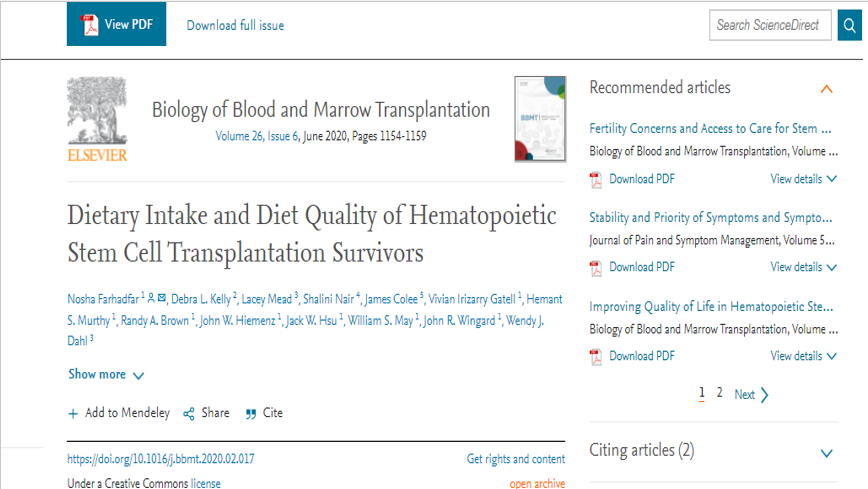 View PDF
Download full issue
Search ScienceDirect
ELSEVIER
Biology of Blood and Marrow Transplantation
Volume 26, Issue 6, June 2020, Pages 1154-1159
BBMT
Dietary Intake and Diet Quality of Hematopoietic
Stem Cell Transplantation Survivors
Nosha Farhadfar 1, Debra L. Kelly 2, Lacey Mead 3, Shalini Nair 4, James Colee 5, Vivian Irizarry Gatell 1, Hemant
S. Murthy 1, Randy A. Brown 1, John W. Hiemenz 1, Jack W. Hsu 1, William S. May 1, John R. Wingard 1, Wendy J.
Dahl 3
Show more
Add to Mendeley
Share
Cite
https://doi.org/10.1016/j.bbmt.2020.02.017
Get rights and content
Under a Creative Commons license
open archive
Recommended articles
Fertility Concerns and Access to Care for Stem ...
Biology of Blood and Marrow Transplantation, Volume ...
Download PDF
View details
Stability and Priority of Symptoms and Sympto...
Journal of Pain and Symptom Management, Volume 5...
Download PDF
View details
Improving Quality of Life in Hematopoietic Ste...
Biology of Blood and Marrow Transplantation, Volume ...
Download PDF
View details
1 2 Next
Citing articles (2)